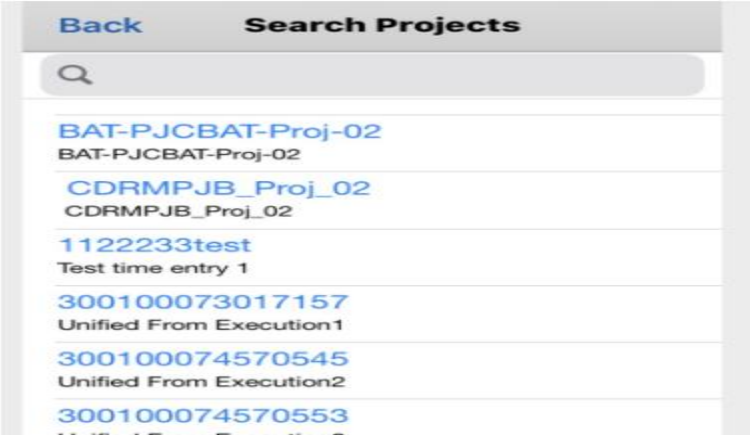 Back Search Projects
BAT-PJCBAT-Proj-02
BAT-PJCBAT-Proj-02
CDRMPJB_Proj_02
CDRMPJB_Proj_02
1122233test
Test time entry 1
300100073017157
Unified From Execution1
300100074570545
Unified From Execution2
300100074570553